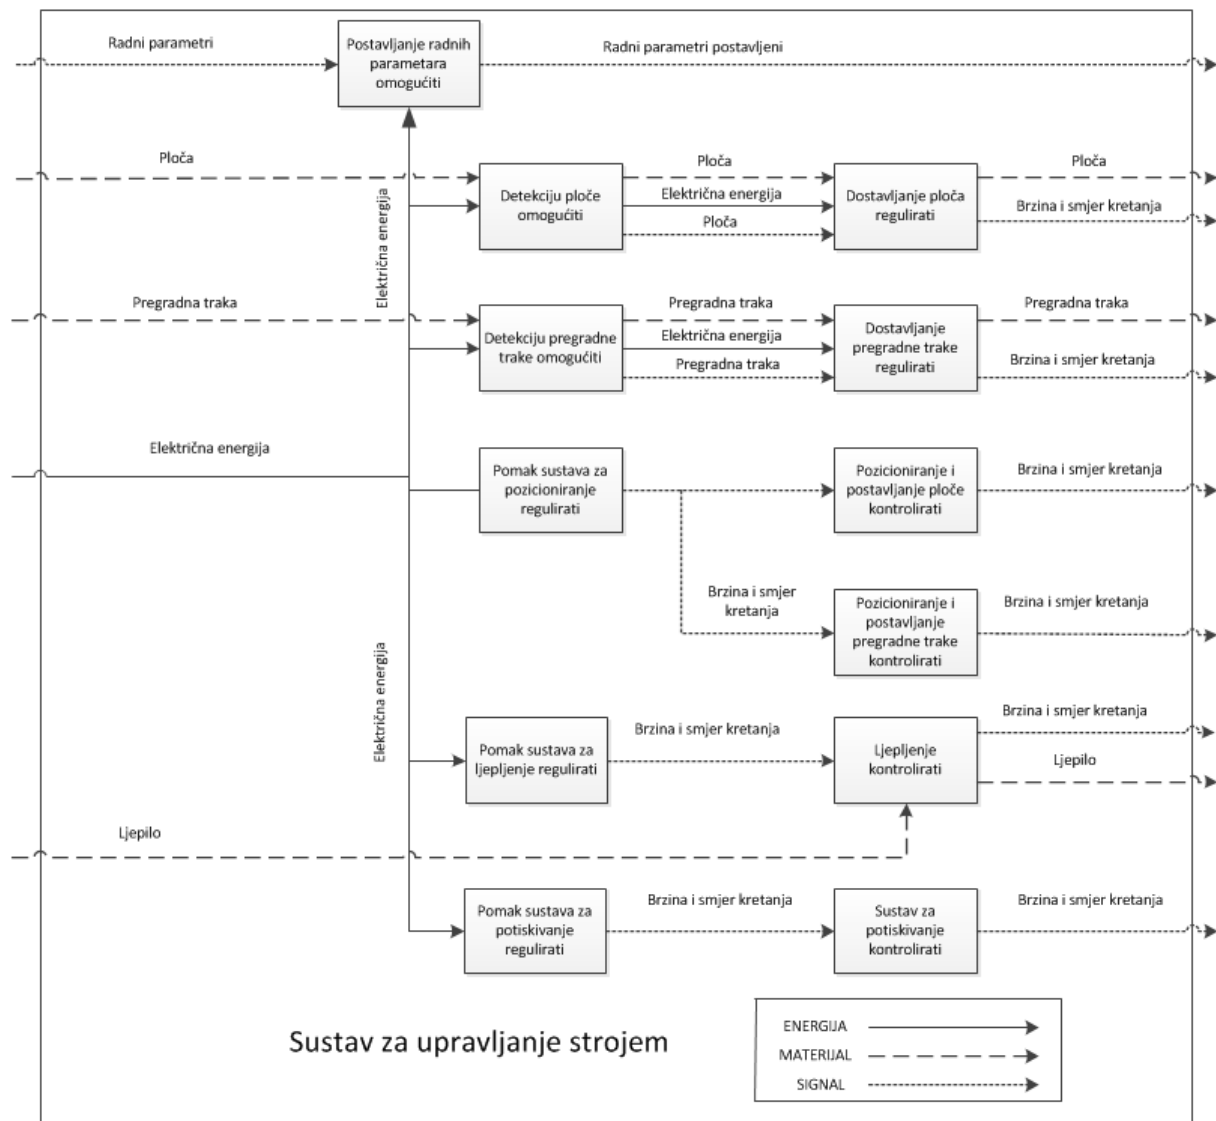 Radni parametri
Postavljanje radnih
parametara
omogućiti
Radni parametri postavljeni
Ploča
Električna energija
Detekciju ploče
omogućiti
Ploča
Električna energija
Ploča
Dostavljanje ploča
regulirati
Ploča
Brzina i smjer kretanja
Pregradna traka
Detekciju pregradne
trake omogućiti
Pregradna traka
Električna energija
Pregradna traka
Dostavljanje
pregradne trake
regulirati
Pregradna traka
Brzina i smjer kretanja
Električna energija
Pomak sustava za
pozicioniranje
regulirati
Pozicioniranje i
postavljanje ploče
kontrolirati
Brzina i smjer kretanja
Brzina i smjer
kretanja
Pozicioniranje i
postavljanje
pregradne trake
kontrolirati
Brzina i smjer kretanja
Električna energija
Pomak sustava za
ljepljenje regulirati
Brzina i smjer kretanja
Ljepljenje
kontrolirati
Brzina i smjer kretanja
Ljepilo
Ljepilo
Pomak sustava za
potiskivanje
regulirati
Brzina i smjer kretanja
Sustav za
potiskivanje
kontrolirati
Brzina i smjer kretanja
Sustav za upravljanje strojem
ENERGIJA
MATERIJAL
SIGNAL